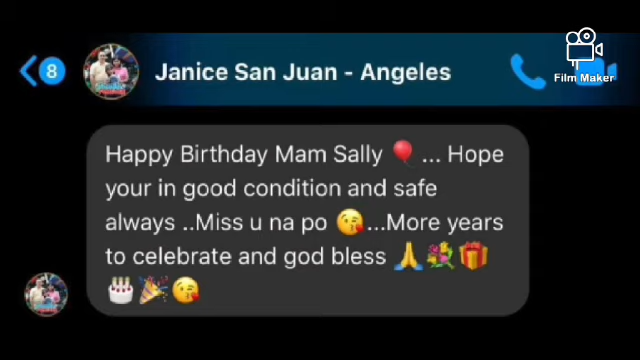 8
Janice San Juan - Angeles
Film Maker
Happy Birthday Mam Sally 🎈 ... Hope
your in good condition and safe
always ..Miss u na po 😘...More years
to celebrate and god bless 🙏💐🎁
🎂🎉😘